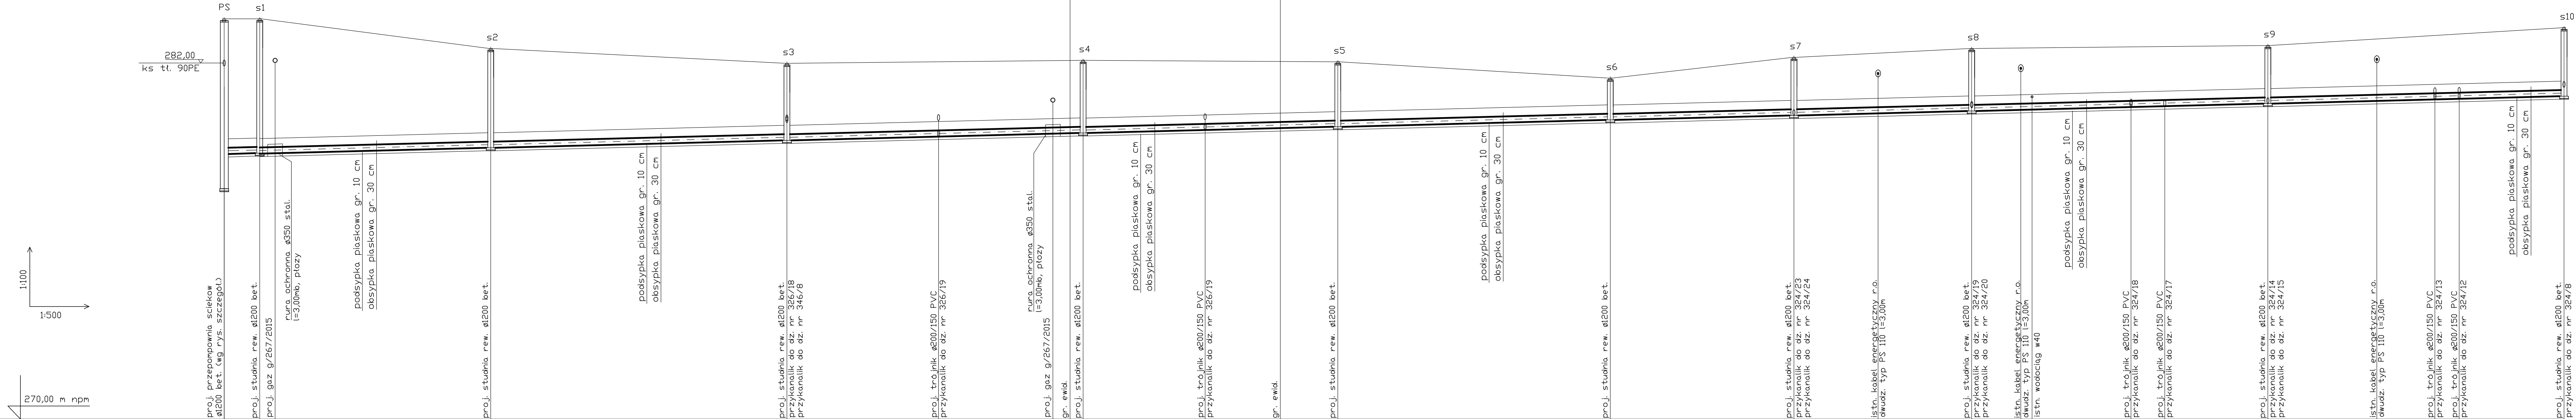 PS
s1
s2
s3
s4
s5
s6
s7
s8
s9
s10
282,00
ks tł. 90PE
rura ochronna ø350 stal.
l=3,00mb, płozy
podsypka piaskowa gr. 10 cm
obsypka piaskowa gr. 30 cm
podsypka piaskowa gr. 10 cm
obsypka piaskowa gr. 30 cm
rura ochronna ø350 stal.
l=3,00mb, płozy
podsypka piaskowa gr. 10 cm
obsypka piaskowa gr. 30 cm
podsypka piaskowa gr. 10 cm
obsypka piaskowa gr. 30 cm
podsypka piaskowa gr. 10 cm
obsypka piaskowa gr. 30 cm
podsypka piaskowa gr. 10 cm
obsypka piaskowa gr. 30 cm
1:100
1:500
270,00 m npm
proj. przepompownia sciekow
ø1200 bet. (wg rys. szczegół.)
proj. studnia rew. ø1200 bet.
proj. gaz g/267/2015
proj. studnia rew. ø1200 bet.
proj. studnia rew. ø1200 bet.
przykanalik do dz. nr 326/18
przykanalik do dz. nr 346/8
proj. trójnik ø200/150 PVC
przykanalik do dz. nr 326/19
proj. gaz g/267/2015
gr. ewid.
proj. studnia rew. ø1200 bet.
proj. trójnik ø200/150 PVC
przykanalik do dz. nr 326/19
gr. ewid.
proj. studnia rew. ø1200 bet.
proj. studnia rew. ø1200 bet.
proj. studnia rew. ø1200 bet.
przykanalik do dz. nr 324/23
przykanalik do dz. nr 324/24
istn. kabel energetyczny r.o.
dwudz. typ PS 110 l=3,00m
proj. studnia rew. ø1200 bet.
przykanalik do dz. nr 324/19
przykanalik do dz. nr 324/20
istn. kabel energetyczny r.o.
dwudz. typ PS 110 l=3,00m
istn. wodociąg w40
proj. trójnik ø200/150 PVC
przykanalik do dz. nr 324/18
proj. trójnik ø200/150 PVC
przykanalik do dz. nr 324/17
proj. studnia rew. ø1200 bet.
przykanalik do dz. nr 324/14
przykanalik do dz. nr 324/15
istn. kabel energetyczny r.o.
dwudz. typ PS 110 l=3,00m
proj. trójnik ø200/150 PVC
przykanalik do dz. nr 324/13
proj. trójnik ø200/150 PVC
przykanalik do dz. nr 324/12
proj. studnia rew. ø1200 bet.
przykanalik do dz. nr 324/8